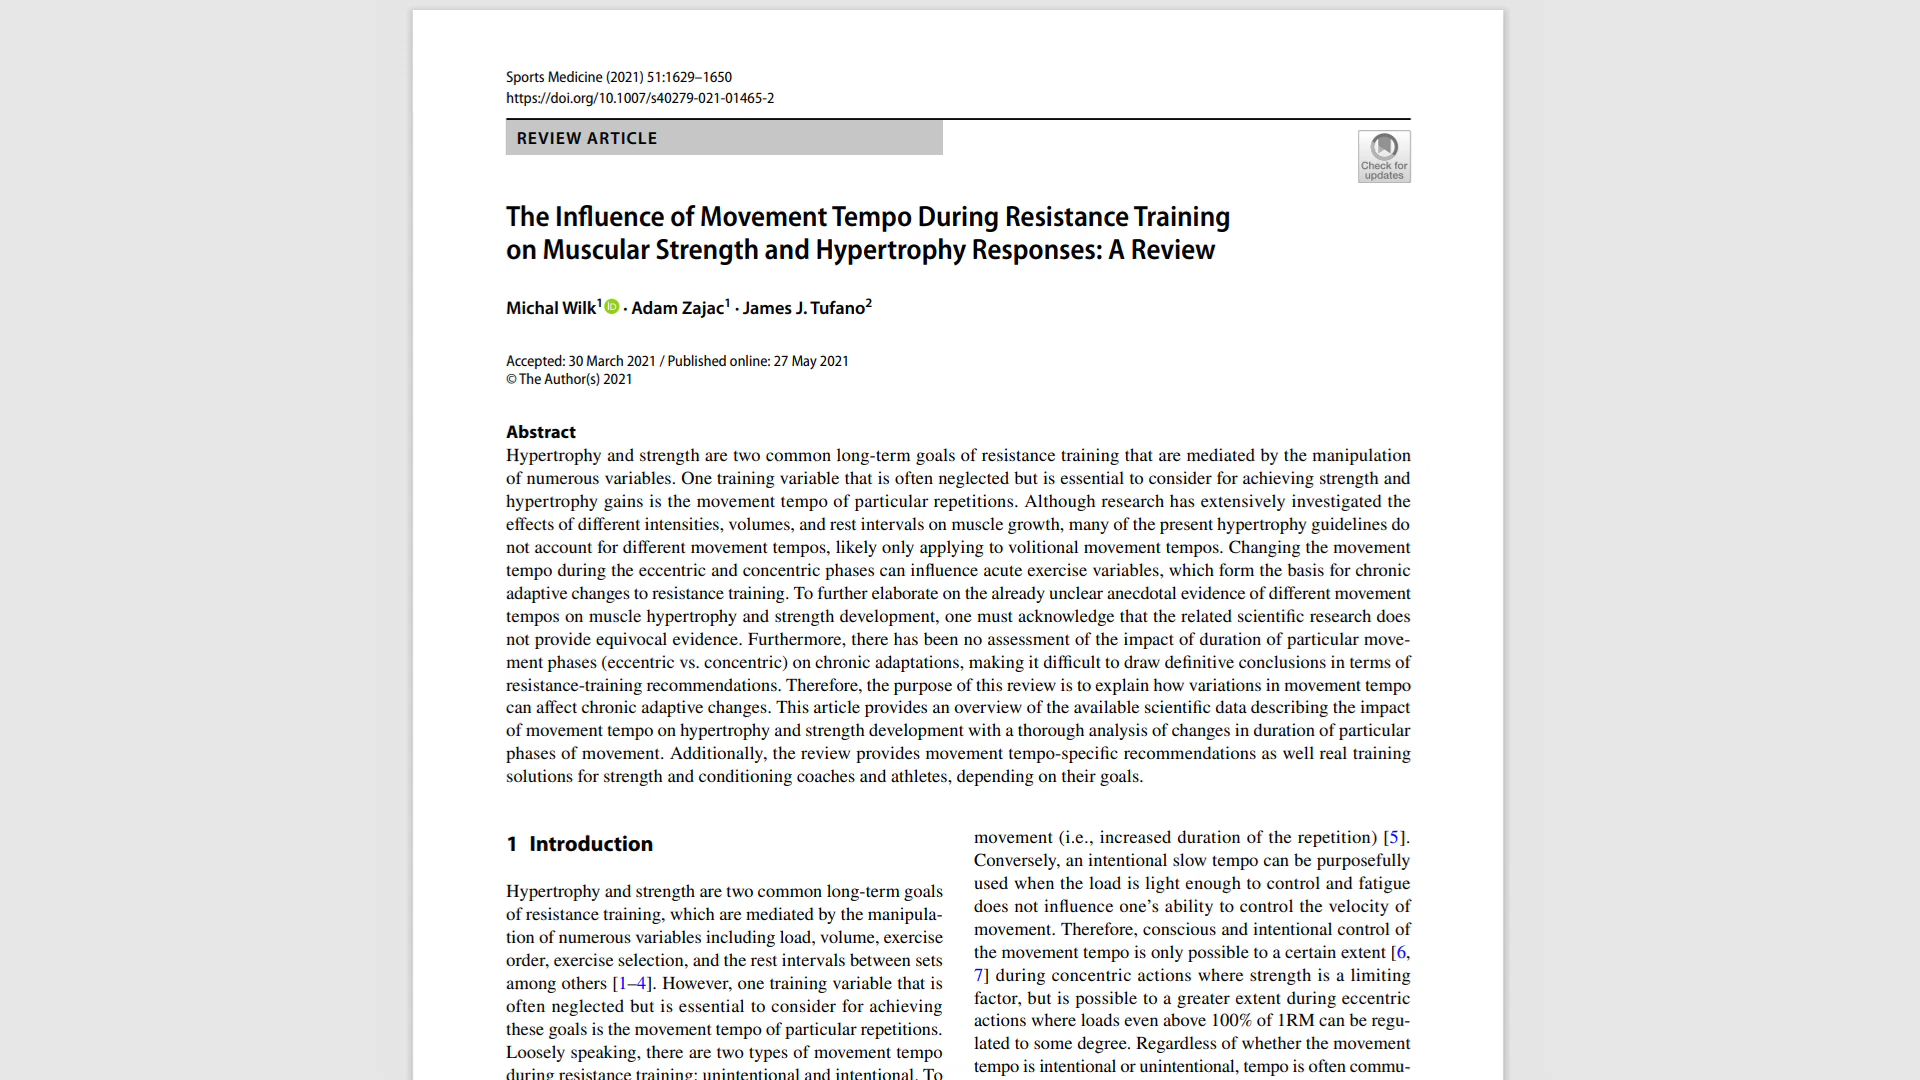 Sports Medicine (2021) 51:1629–1650
https://doi.org/10.1007/s40279-021-01465-2
REVIEW ARTICLE
Check for
updates
The Influence of Movement Tempo During Resistance Training
on Muscular Strength and Hypertrophy Responses: A Review
Michal Wilk1 iD · Adam Zajac1 · James J. Tufano2
Accepted: 30 March 2021 / Published online: 27 May 2021
© The Author(s) 2021
Abstract
Hypertrophy and strength are two common long-term goals of resistance training that are mediated by the manipulation
of numerous variables. One training variable that is often neglected but is essential to consider for achieving strength and
hypertrophy gains is the movement tempo of particular repetitions. Although research has extensively investigated the
effects of different intensities, volumes, and rest intervals on muscle growth, many of the present hypertrophy guidelines do
not account for different movement tempos, likely only applying to volitional movement tempos. Changing the movement
tempo during the eccentric and concentric phases can influence acute exercise variables, which form the basis for chronic
adaptive changes to resistance training. To further elaborate on the already unclear anecdotal evidence of different movement
tempos on muscle hypertrophy and strength development, one must acknowledge that the related scientific research does
not provide equivocal evidence. Furthermore, there has been no assessment of the impact of duration of particular move-
ment phases (eccentric vs. concentric) on chronic adaptations, making it difficult to draw definitive conclusions in terms of
resistance-training recommendations. Therefore, the purpose of this review is to explain how variations in movement tempo
can affect chronic adaptive changes. This article provides an overview of the available scientific data describing the impact
of movement tempo on hypertrophy and strength development with a thorough analysis of changes in duration of particular
phases of movement. Additionally, the review provides movement tempo-specific recommendations as well real training
solutions for strength and conditioning coaches and athletes, depending on their goals.
1 Introduction
Hypertrophy and strength are two common long-term goals
of resistance training, which are mediated by the manipula-
tion of numerous variables including load, volume, exercise
order, exercise selection, and the rest intervals between sets
among others [1–4]. However, one training variable that is
often neglected but is essential to consider for achieving
these goals is the movement tempo of particular repetitions.
Loosely speaking, there are two types of movement tempo
during resistance training: unintentional and intentional. To
movement (i.e., increased duration of the repetition) [5].
Conversely, an intentional slow tempo can be purposefully
used when the load is light enough to control and fatigue
does not influence one's ability to control the velocity of
movement. Therefore, conscious and intentional control of
the movement tempo is only possible to a certain extent [6,
7] during concentric actions where strength is a limiting
factor, but is possible to a greater extent during eccentric
actions where loads even above 100% of 1RM can be regu-
lated to some degree. Regardless of whether the movement
tempo is intentional or unintentional, tempo is often commu-